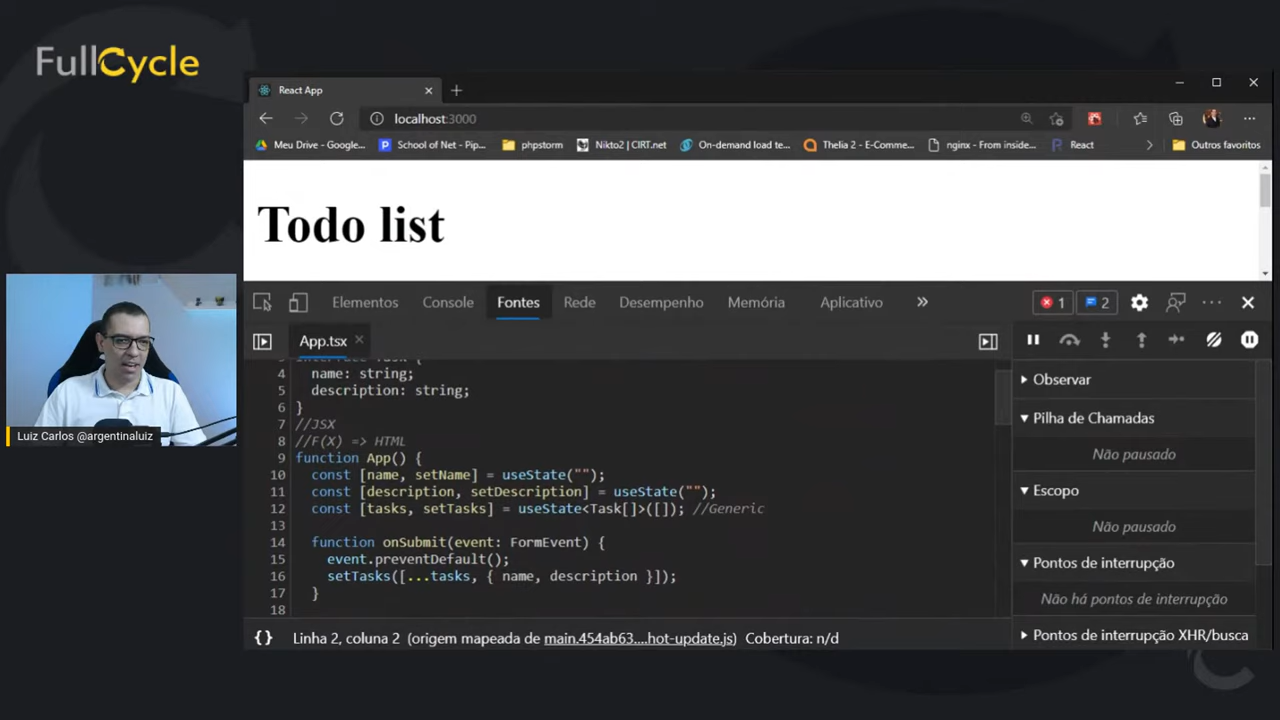 FullCycle
React App
localhost:3000
Meu Drive - Google...
School of Net - Pip...
phpstorm
Nikto2 | CIRT.net
On-demand load te...
Thelia 2 - E-Comme...
nginx - From inside...
React
Outros favoritos
Todo list
Elementos
Console
Fontes
Rede
Desempenho
Memória
Aplicativo
1
2
App.tsx
4 name: string;
5 description: string;
6 }
7 //JSX
8 //F(X) => HTML
9 function App() {
10 const [name, setName] = useState("");
11 const [description, setDescription] = useState("");
12 const [tasks, setTasks] = useState<Task[]>([]); //Generic
13
14 function onSubmit(event: FormEvent) {
15 event.preventDefault();
16 setTasks([...tasks, { name, description }]);
17 }
18
{} Linha 2, coluna 2 (origem mapeada de main.454ab63....hot-update.js) Cobertura: n/d
Observar
Pilha de Chamadas
Não pausado
Escopo
Não pausado
Pontos de interrupção
Não há pontos de interrupção
Pontos de interrupção XHR/busca
Luiz Carlos @argentinaluiz